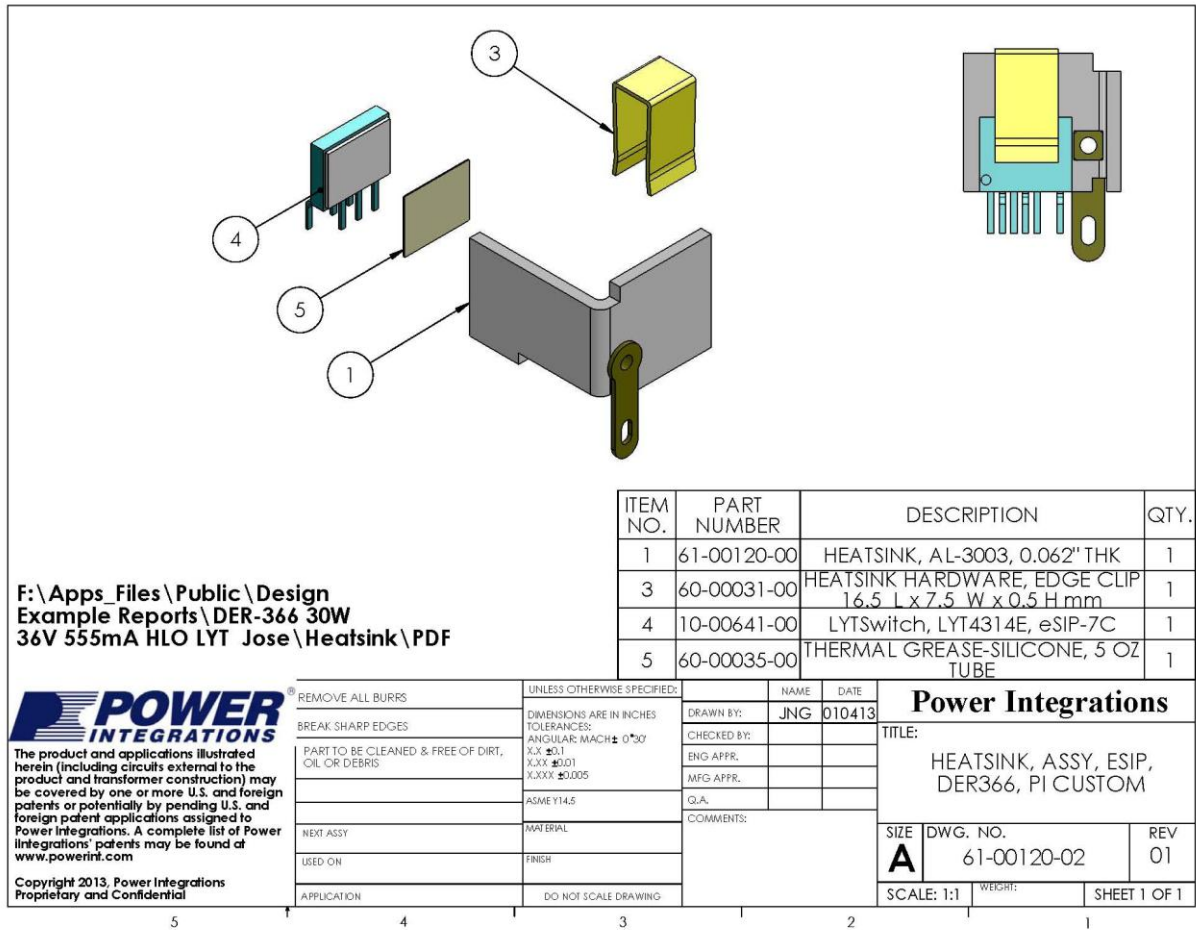 3
4
5
1
ITEM NO. PART NUMBER DESCRIPTION QTY.
1 61-00120-00 HEATSINK, AL-3003, 0.062" THK 1
3 60-00031-00 HEATSINK HARDWARE, EDGE CLIP 16.5 L x 7.5 W x 0.5 H mm 1
4 10-00641-00 LYTSwitch, LYT4314E, eSIP-7C 1
5 60-00035-00 THERMAL GREASE-SILICONE, 5 OZ TUBE 1
F:\Apps_Files\Public\Design
Example Reports\DER-366 30W
36V 555mA HLO LYT Jose\Heatsink\PDF
POWER
INTEGRATIONS
®
The product and applications illustrated
herein (including circuits external to the
product and transformer construction) may
be covered by one or more U.S. and foreign
patents or potentially by pending U.S. and
foreign patent applications assigned to
Power Integrations. A complete list of Power
iIntegrations' patents may be found at
www.powerint.com
Copyright 2013, Power Integrations
Proprietary and Confidential
REMOVE ALL BURRS
BREAK SHARP EDGES
PART TO BE CLEANED & FREE OF DIRT,
OIL OR DEBRIS
NEXT ASSY
USED ON
APPLICATION
UNLESS OTHERWISE SPECIFIED:
DIMENSIONS ARE IN INCHES
TOLERANCES:
ANGULAR: MACH± 0°30'
X.X ±0.1
X.XX ±0.01
X.XXX ±0.005
ASME Y14.5
MATERIAL
FINISH
DO NOT SCALE DRAWING
NAME DATE
DRAWN BY: JNG 010413
CHECKED BY:
ENG APPR.
MFG APPR.
Q.A.
COMMENTS:
Power Integrations
TITLE:
HEATSINK, ASSY, ESIP,
DER366, PI CUSTOM
SIZE DWG. NO. REV
A 61-00120-02 01
SCALE: 1:1 WEIGHT: SHEET 1 OF 1
5 4 3 2 1